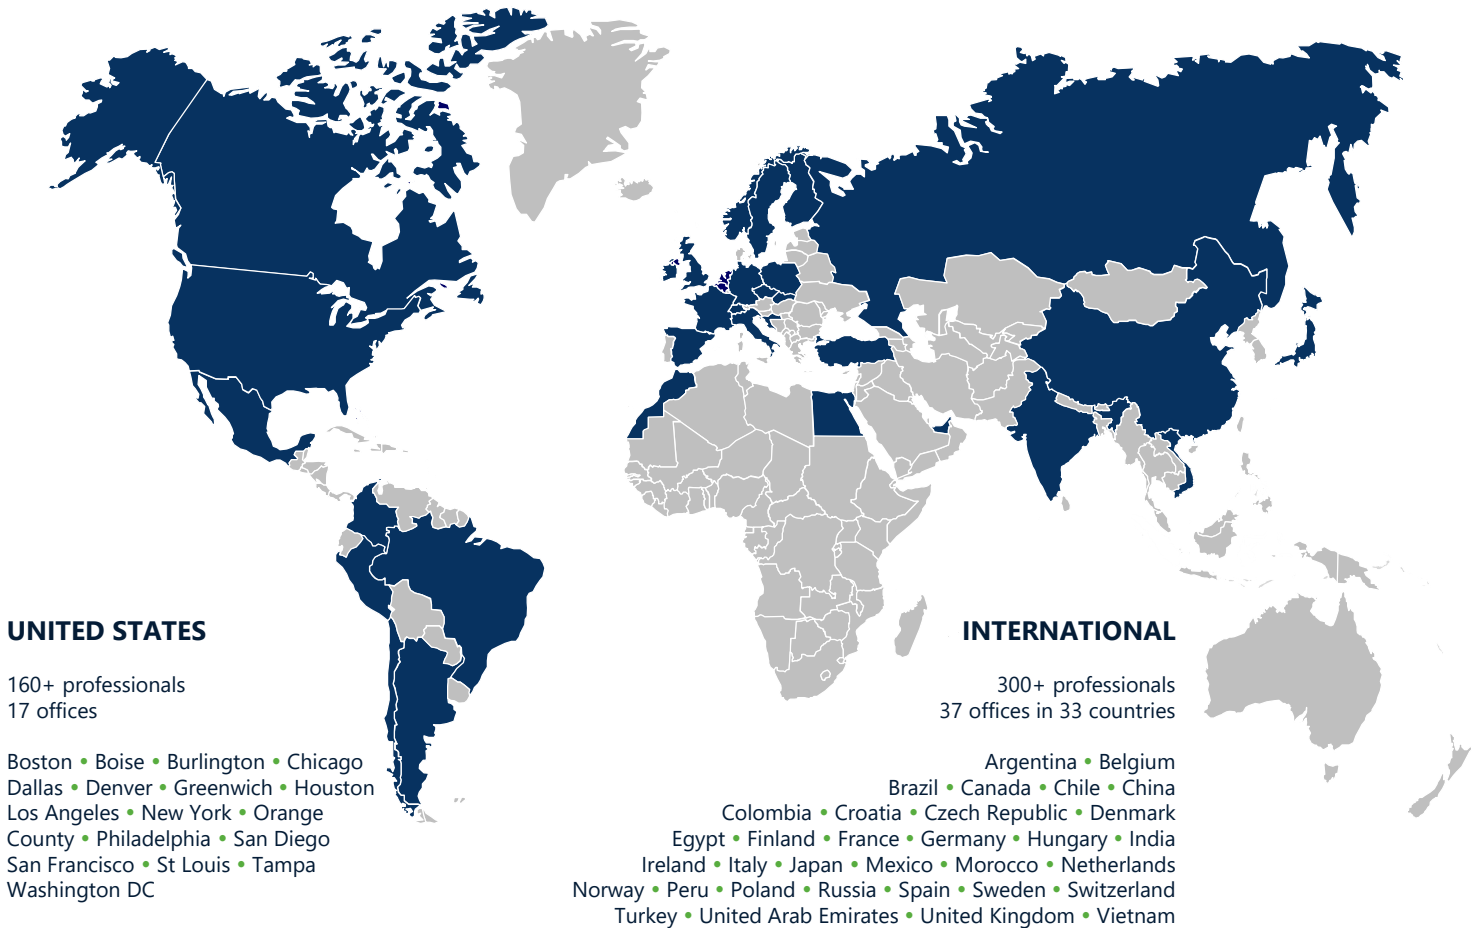 UNITED STATES
160+ professionals
17 offices
Boston • Boise • Burlington • Chicago
Dallas • Denver • Greenwich • Houston
Los Angeles • New York • Orange
County • Philadelphia • San Diego
San Francisco • St Louis • Tampa
Washington DC
INTERNATIONAL
300+ professionals
37 offices in 33 countries
Argentina • Belgium
Brazil • Canada • Chile • China
Colombia • Croatia • Czech Republic • Denmark
Egypt • Finland • France • Germany • Hungary • India
Ireland • Italy • Japan • Mexico • Morocco • Netherlands
Norway • Peru • Poland • Russia • Spain • Sweden • Switzerland
Turkey • United Arab Emirates • United Kingdom • Vietnam